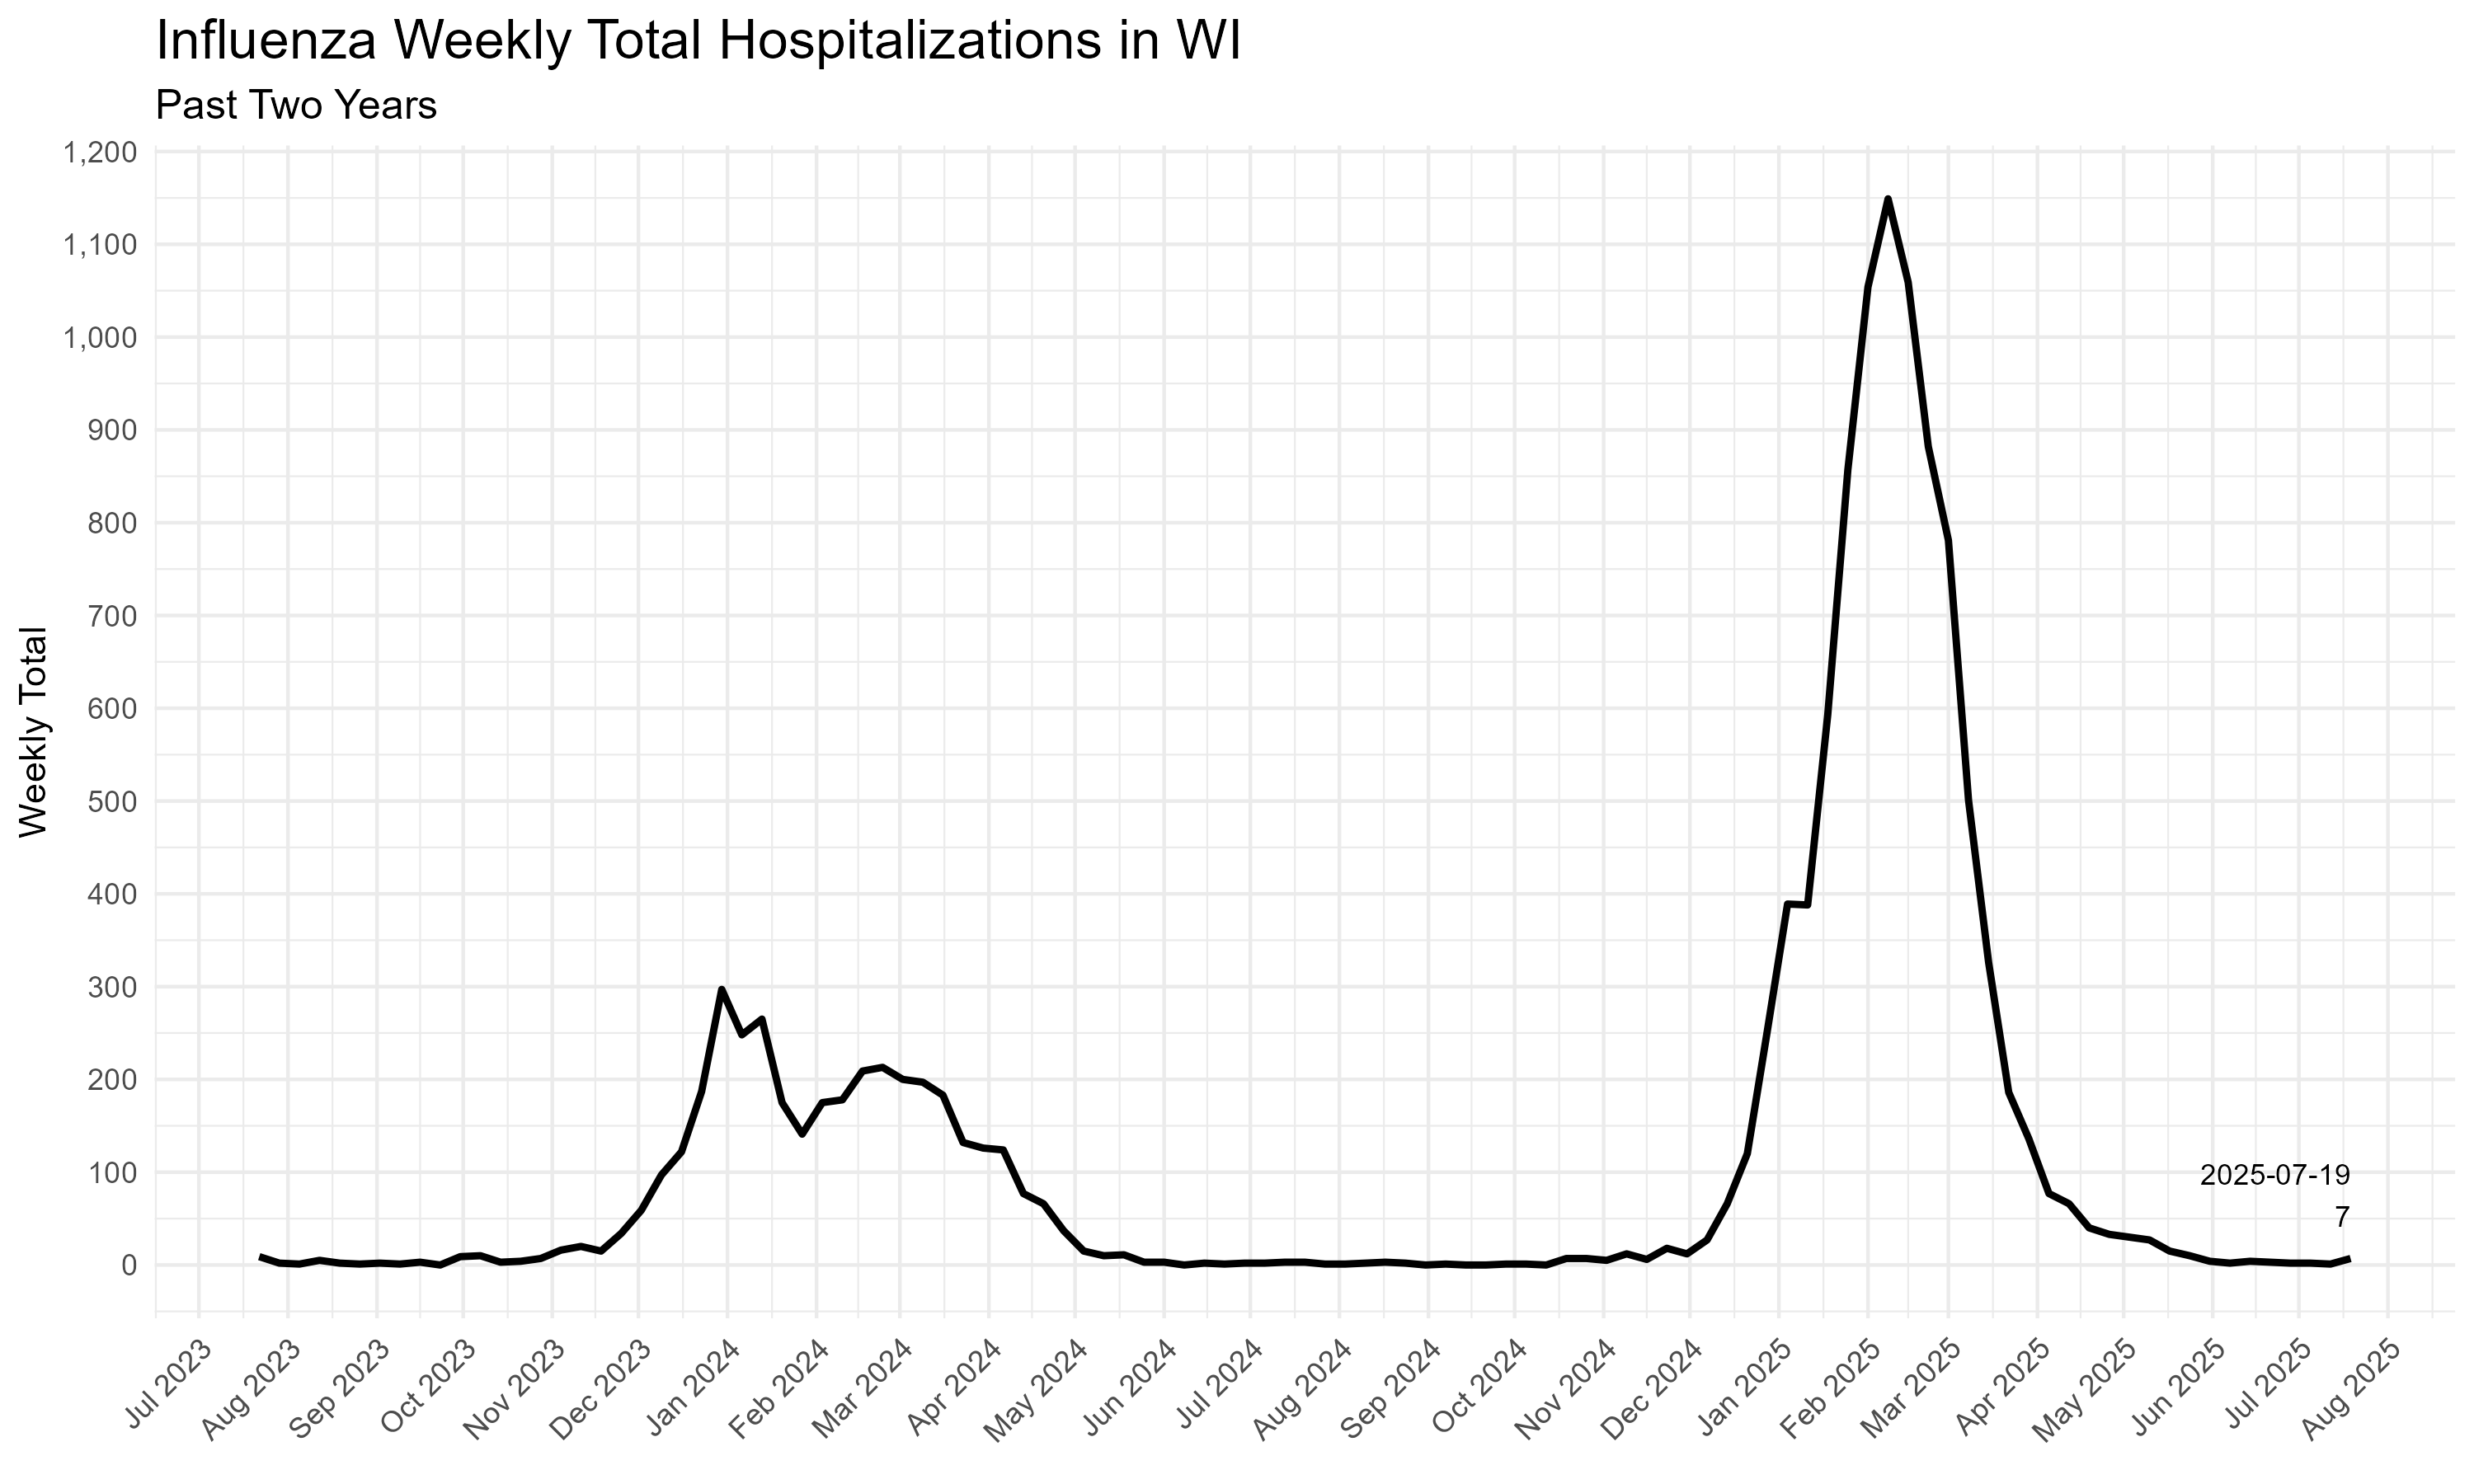 Influenza Weekly Total Hospitalizations in WI
Past Two Years
1,200
1,100
1,000
900
800
700
600
500
400
300
200
100
0
Weekly Total
2025-07-19
7
Jul 2023
Aug 2023
Sep 2023
Oct 2023
Nov 2023
Dec 2023
Jan 2024
Feb 2024
Mar 2024
Apr 2024
May 2024
Jun 2024
Jul 2024
Aug 2024
Sep 2024
Oct 2024
Nov 2024
Dec 2024
Jan 2025
Feb 2025
Mar 2025
Apr 2025
May 2025
Jun 2025
Jul 2025
Aug 2025